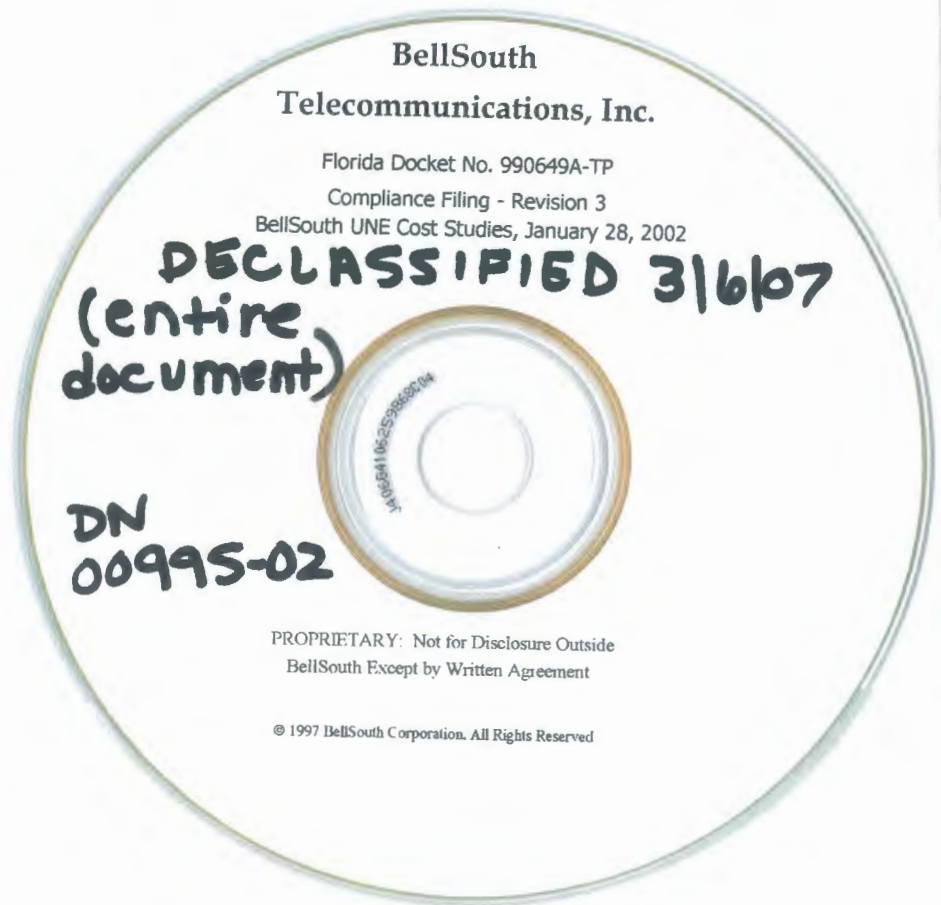 BellSouth
Telecommunications, Inc.
Florida Docket No. 990649A-TP
Compliance Filing - Revision 3
BellSouth UNE Cost Studies, January 28, 2002
DECLASSIFIED 3/6/07
(entire
document)
DN
00995-02
PROPRIETARY: Not for Disclosure Outside
BellSouth Except by Written Agreement
© 1997 BellSouth Corporation. All Rights Reserved